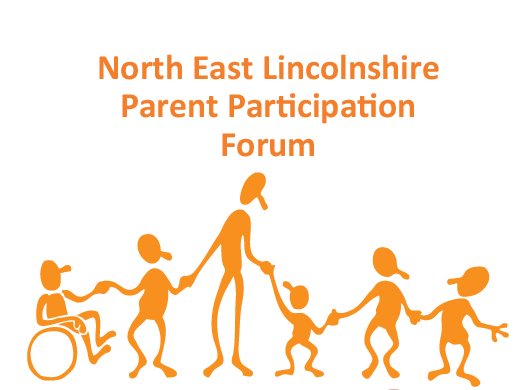 North East Lincolnshire
Parent Participation
Forum